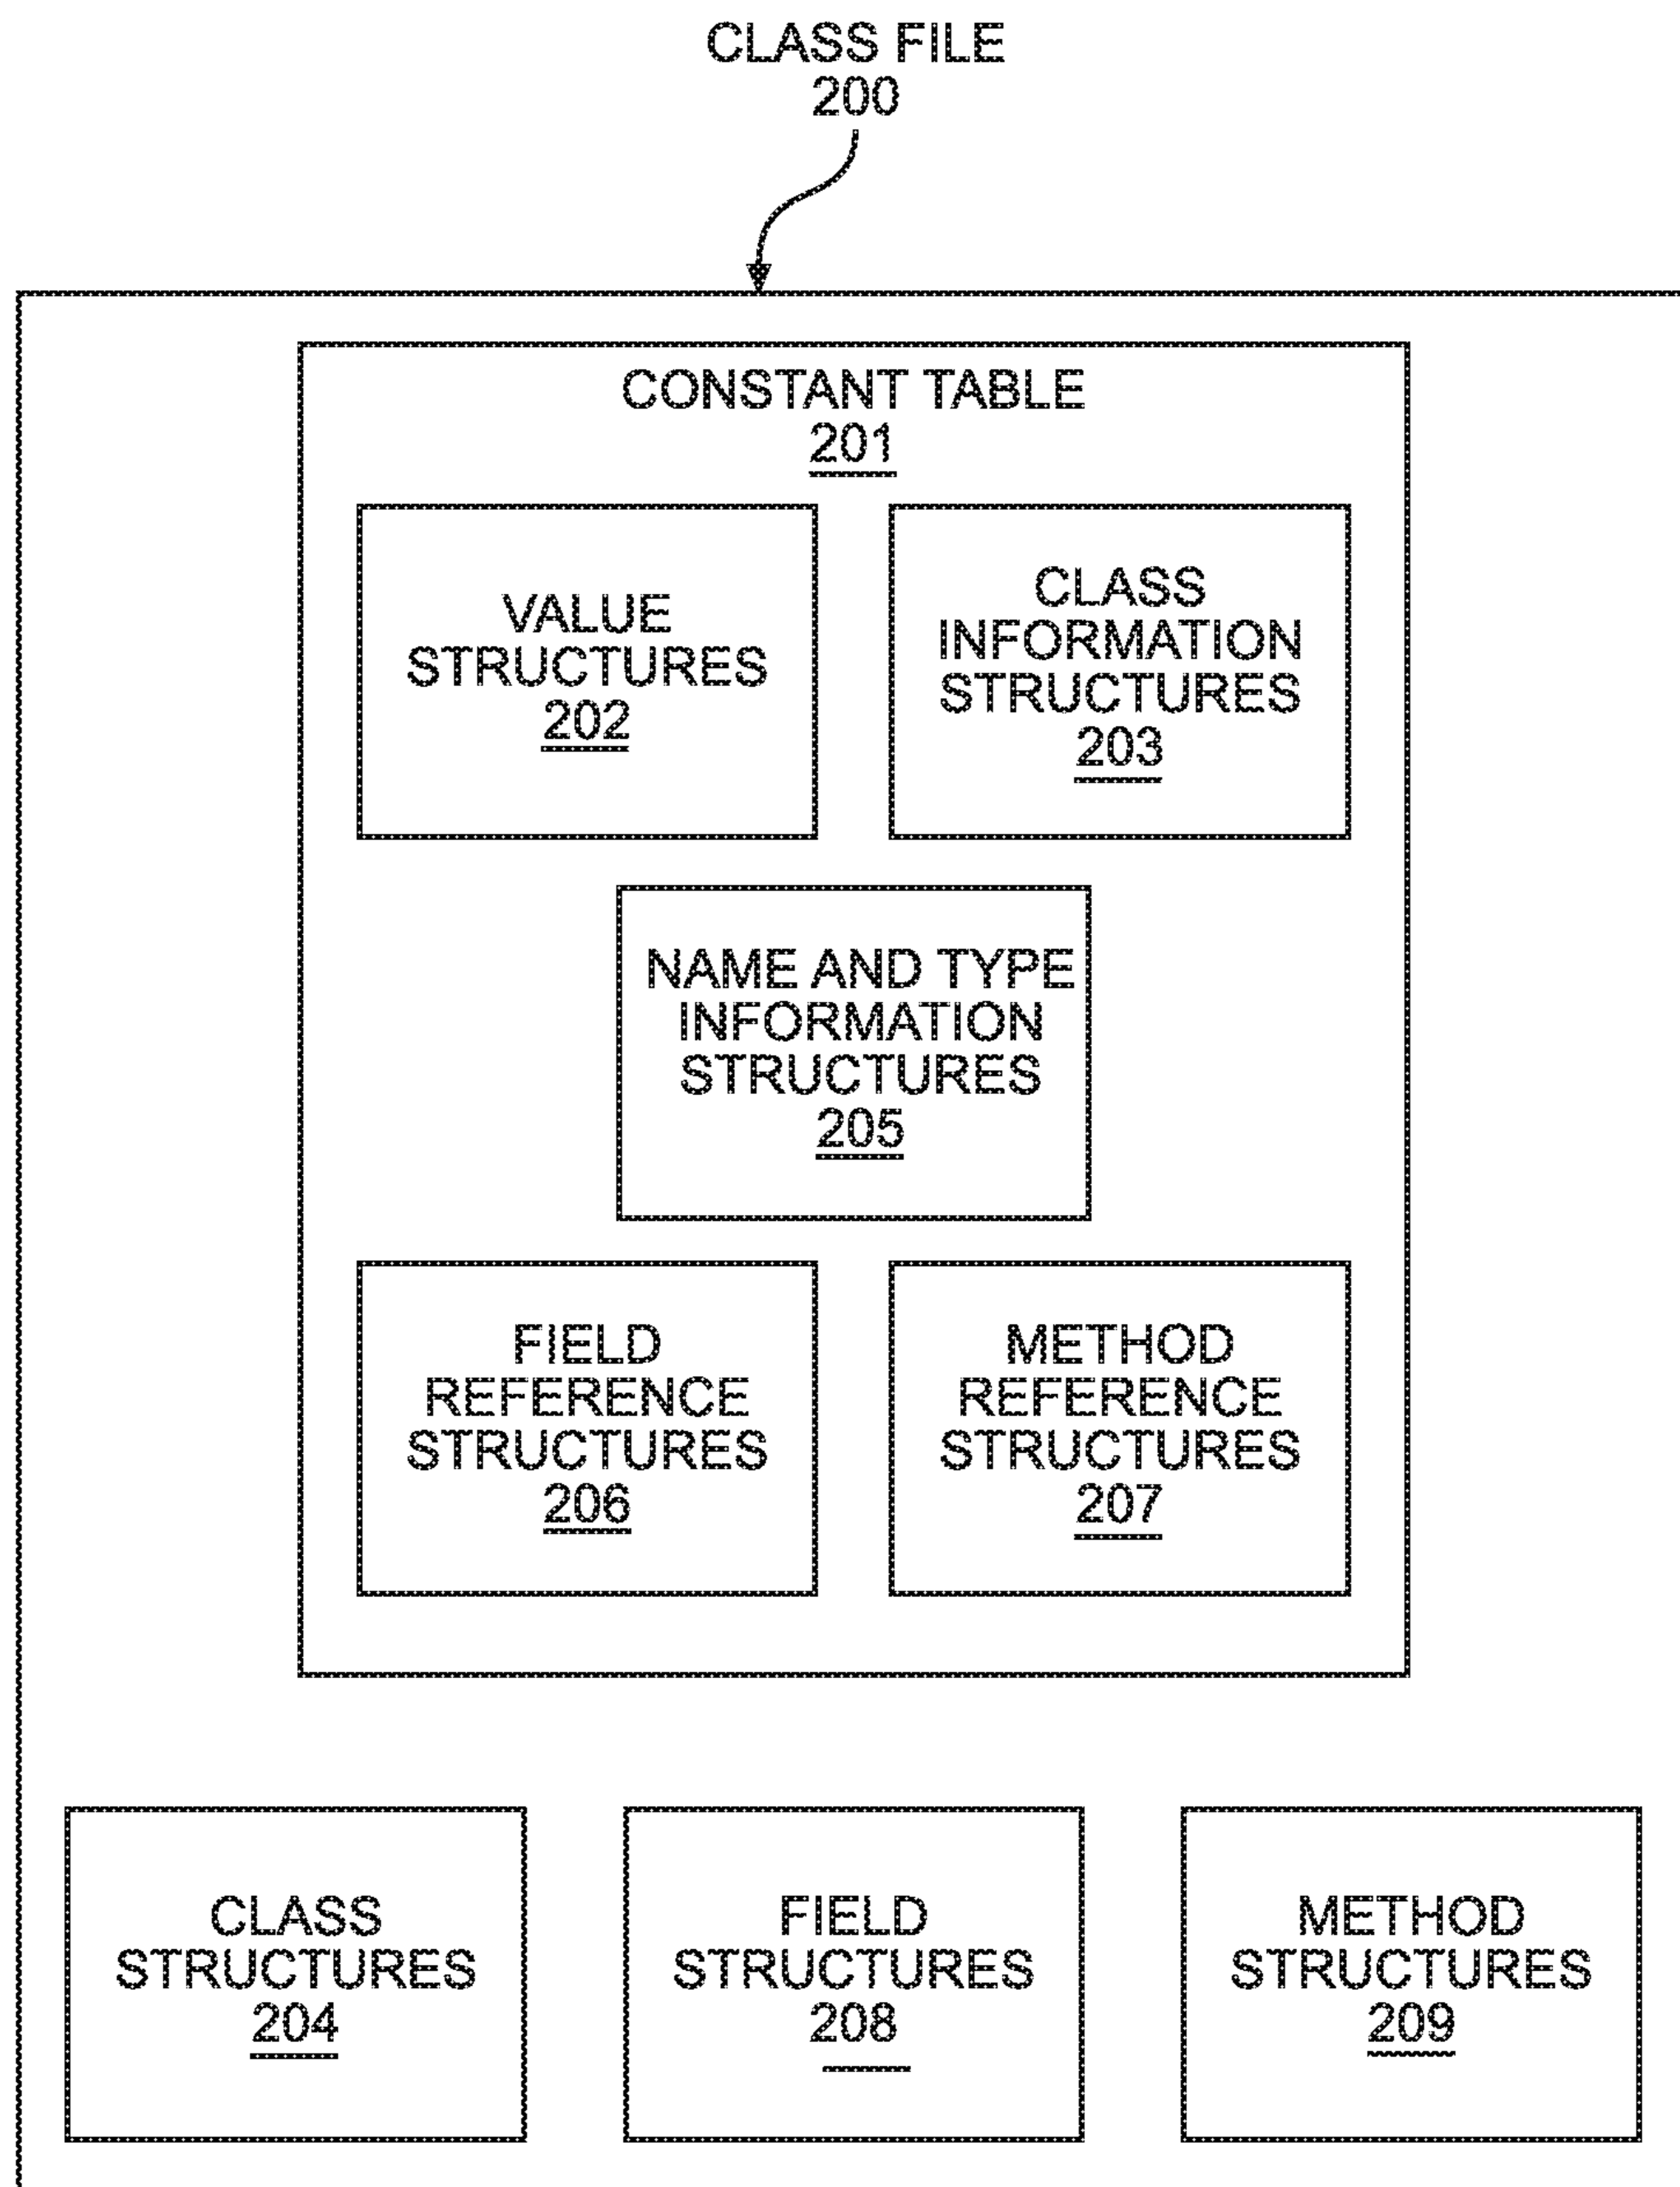 CLASS FILE
200
CONSTANT TABLE
201
VALUE
STRUCTURES
202
CLASS
INFORMATION
STRUCTURES
203
NAME AND TYPE
INFORMATION
STRUCTURES
205
FIELD
REFERENCE
STRUCTURES
206
METHOD
REFERENCE
STRUCTURES
207
CLASS
STRUCTURES
204
FIELD
STRUCTURES
208
METHOD
STRUCTURES
209